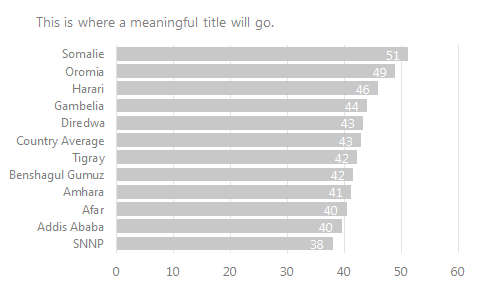 This is where a meaningful title will go.
Somalie 51
Oromia 49
Harari 46
Gambelia 44
Diredwa 43
Country Average 43
Tigray 42
Benshagul Gumuz 42
Amhara 41
Afar 40
Addis Ababa 40
SNNP 38
0 10 20 30 40 50 60